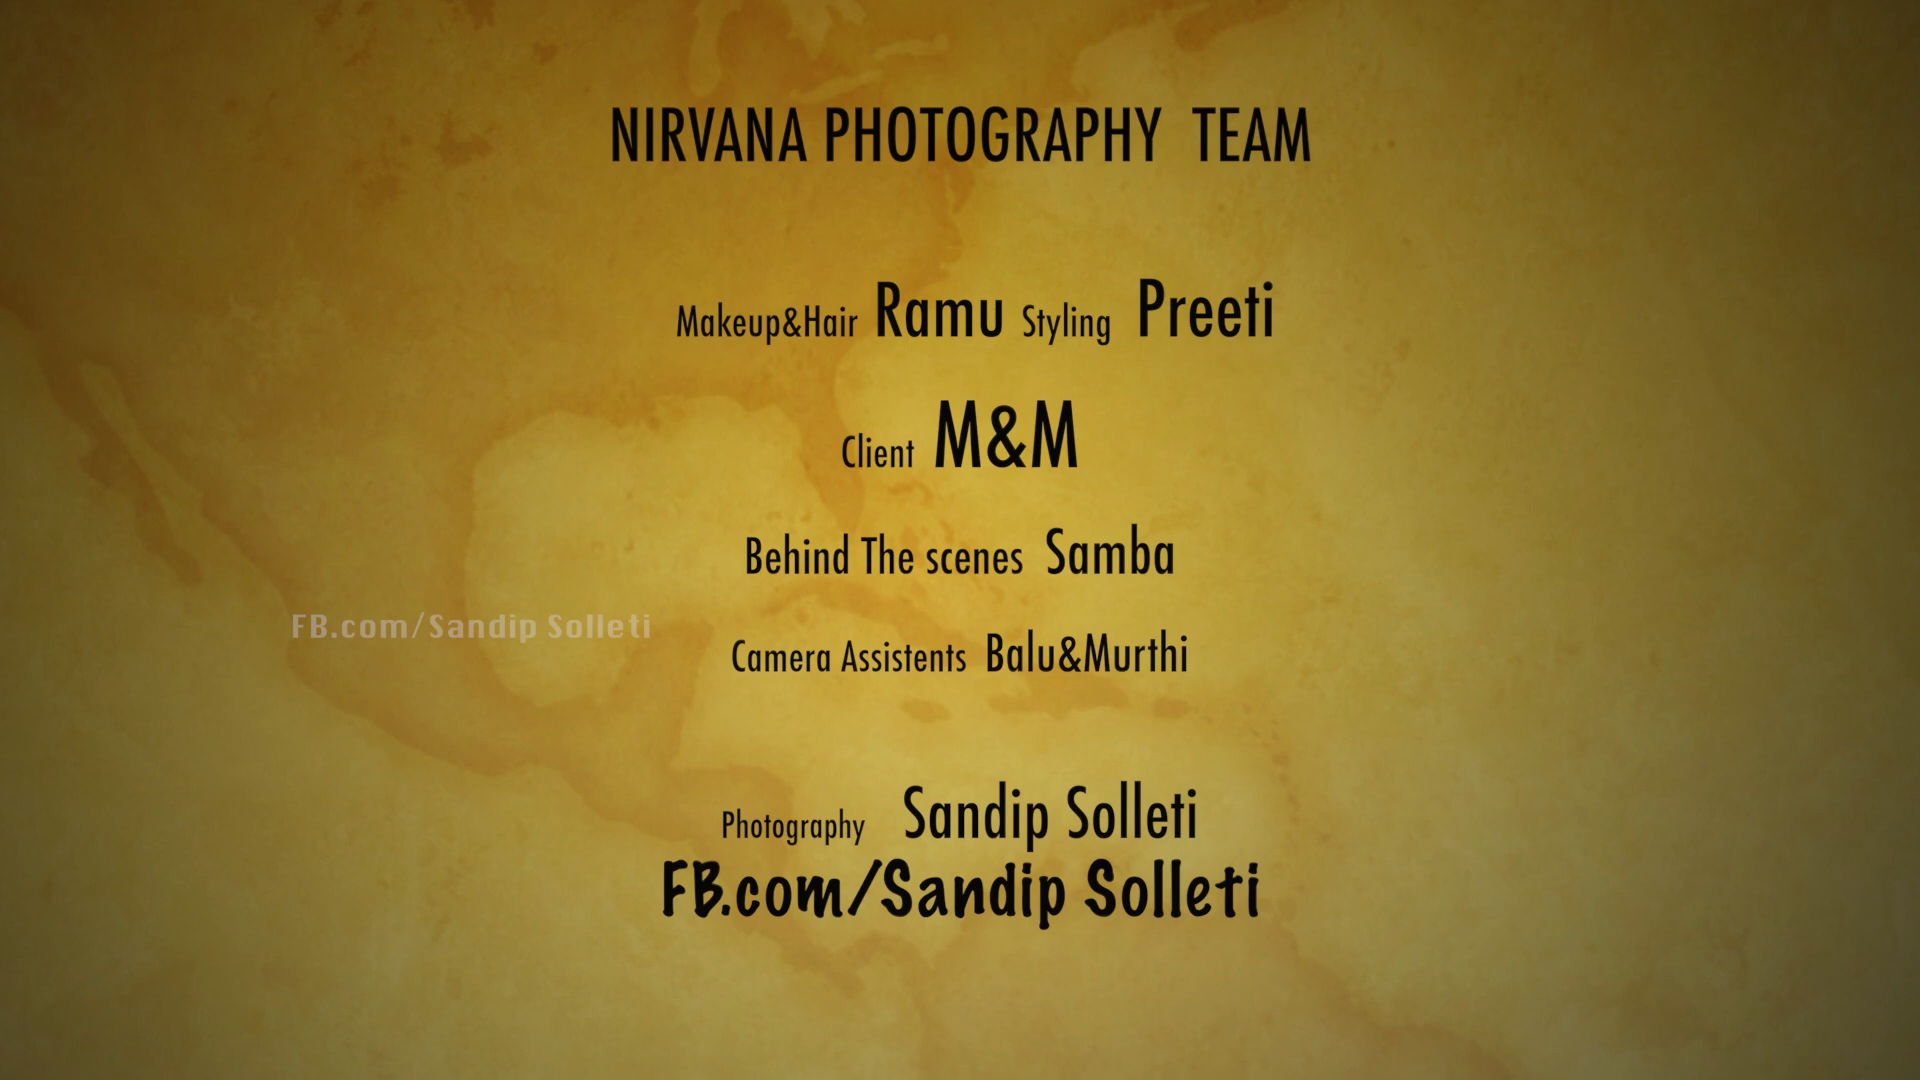 NIRVANA PHOTOGRAPHY TEAM
Makeup&Hair Ramu Styling Preeti
Client M&M
Behind The scenes Samba
FB.com/Sandip Solleti
Camera Assistents Balu&Murthi
Photography Sandip Solleti
FB.com/Sandip Solleti